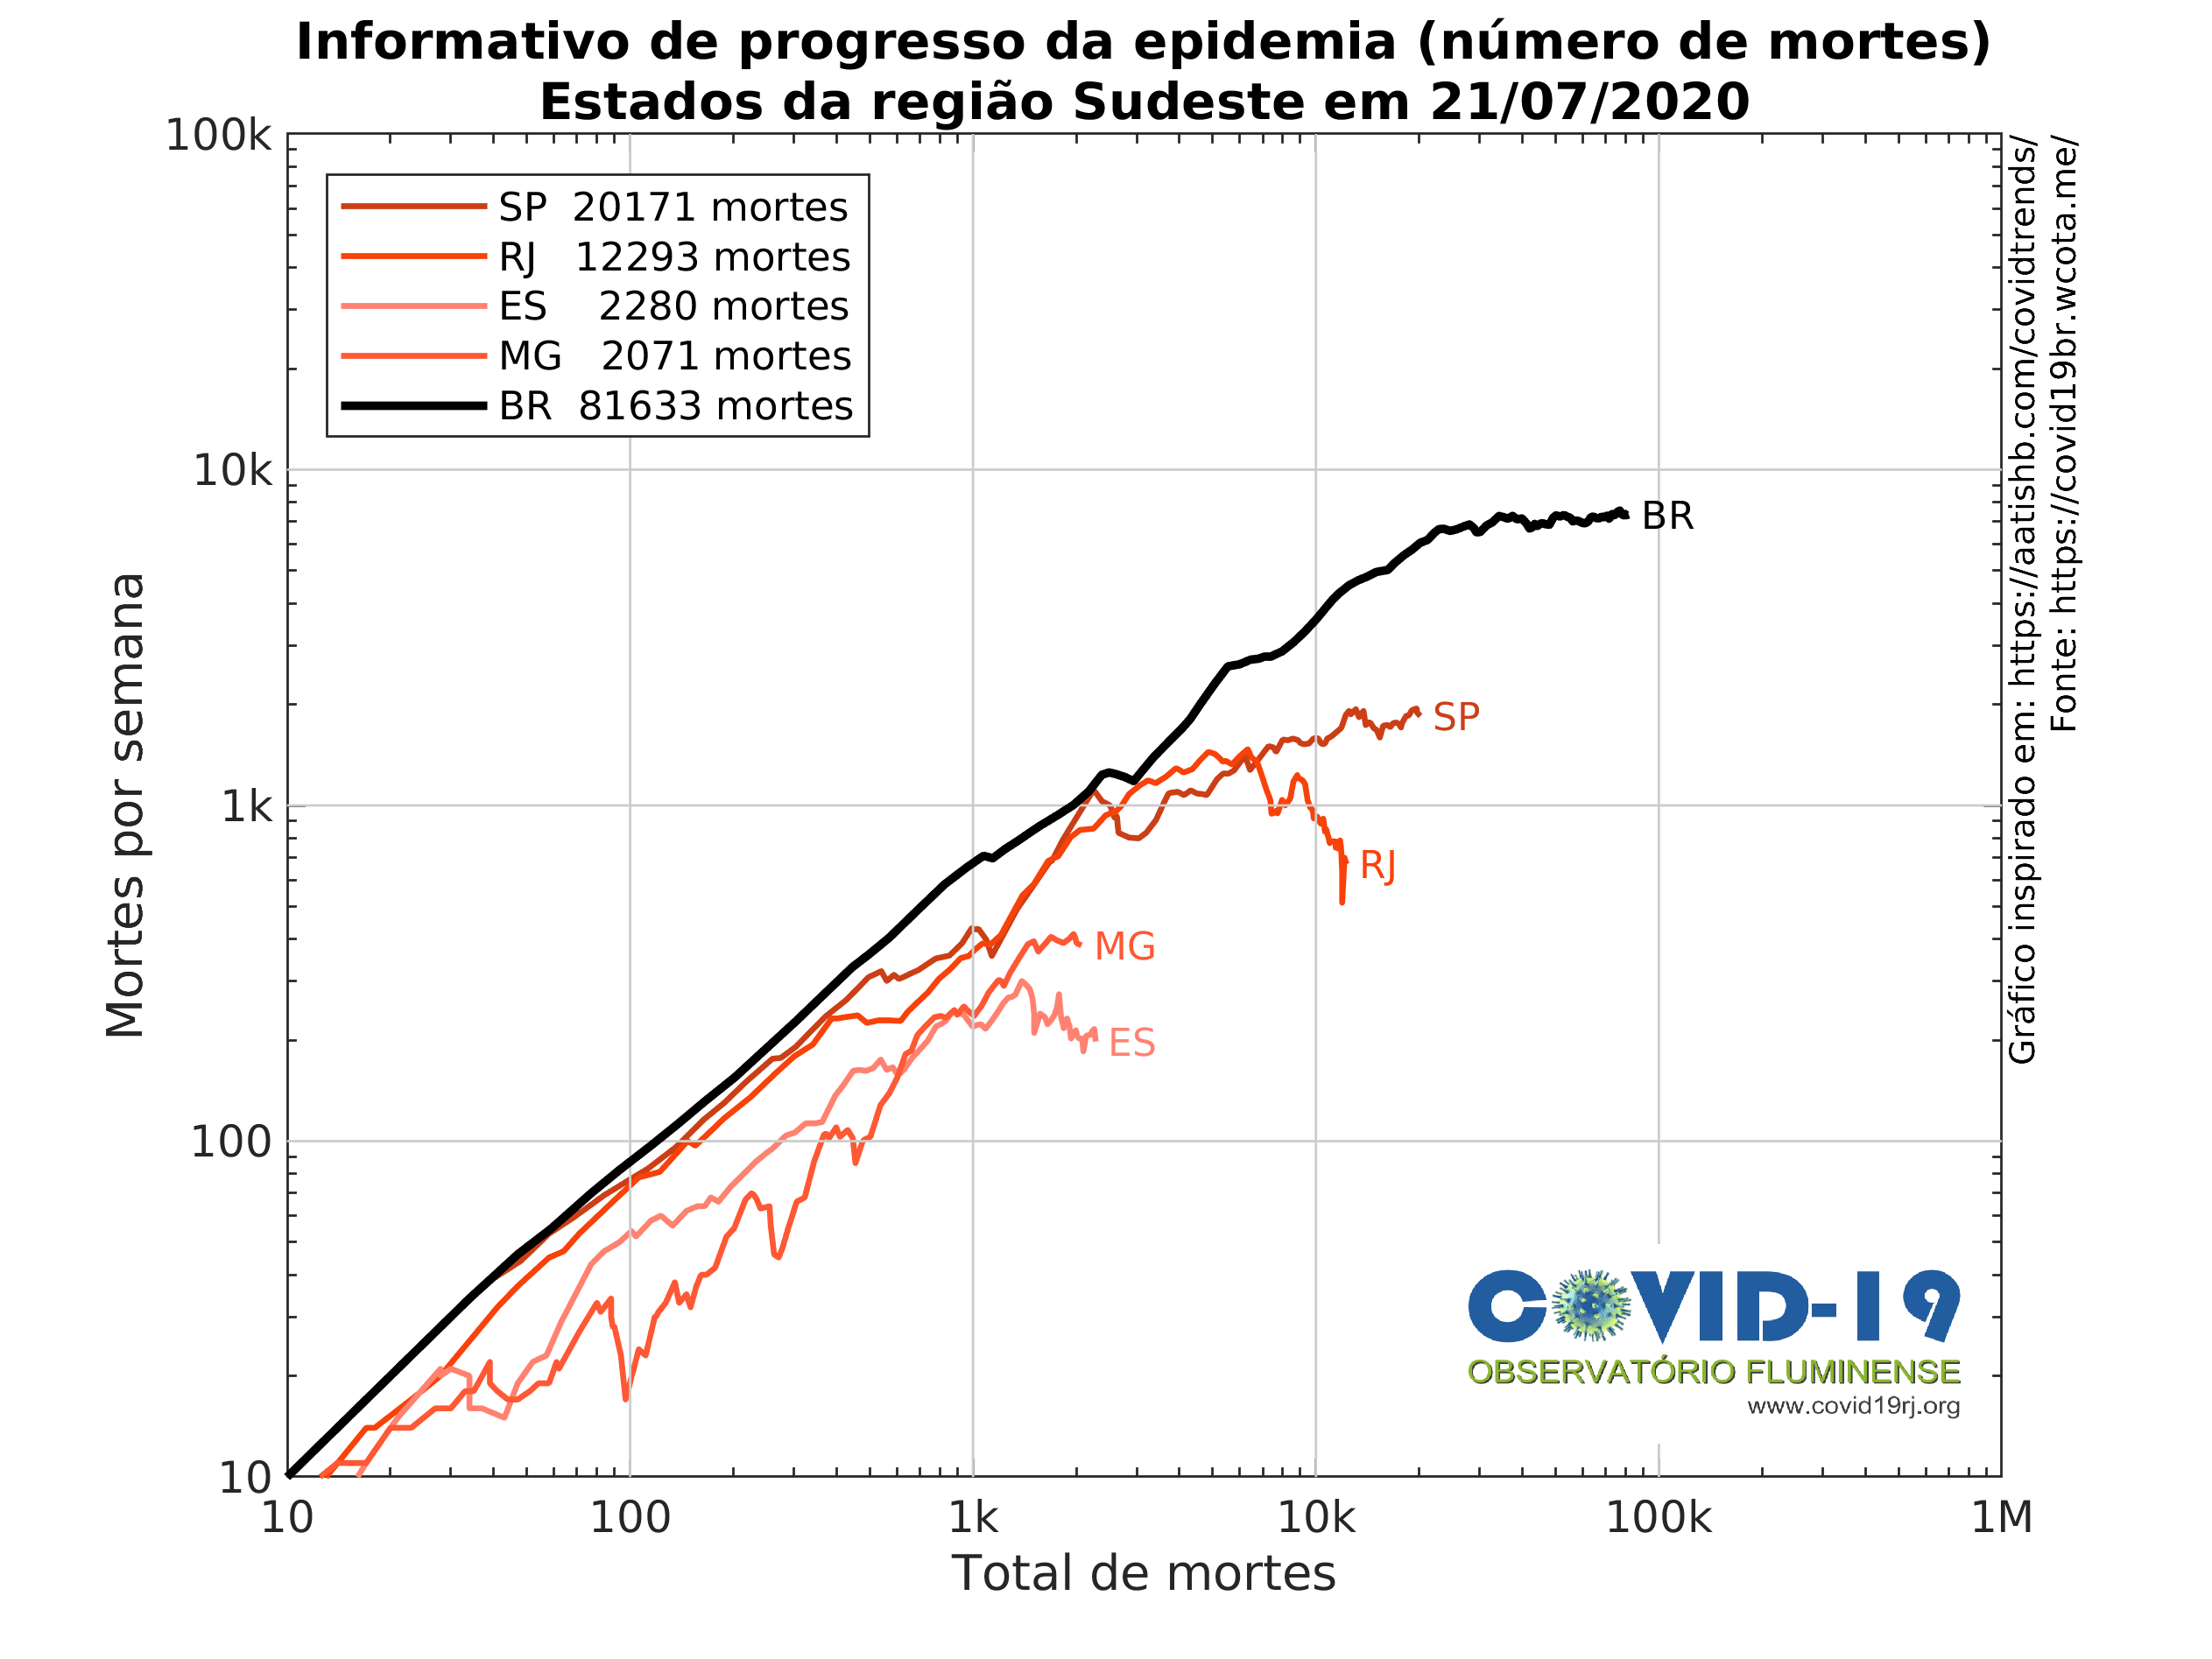 Informativo de progresso da epidemia (número de mortes)
Estados da região Sudeste em 21/07/2020
100k
10k
1k
100
10
Mortes por semana
SP 20171 mortes
RJ 12293 mortes
ES 2280 mortes
MG 2071 mortes
BR 81633 mortes
BR
SP
RJ
MG
ES
Gráfico inspirado em: https://aatishb.com/covidtrends/
Fonte: https://covid19br.wcota.me/
COVID-19
OBSERVATÓRIO FLUMINENSE
www.covid19rj.org
10
100
1k
10k
100k
1M
Total de mortes